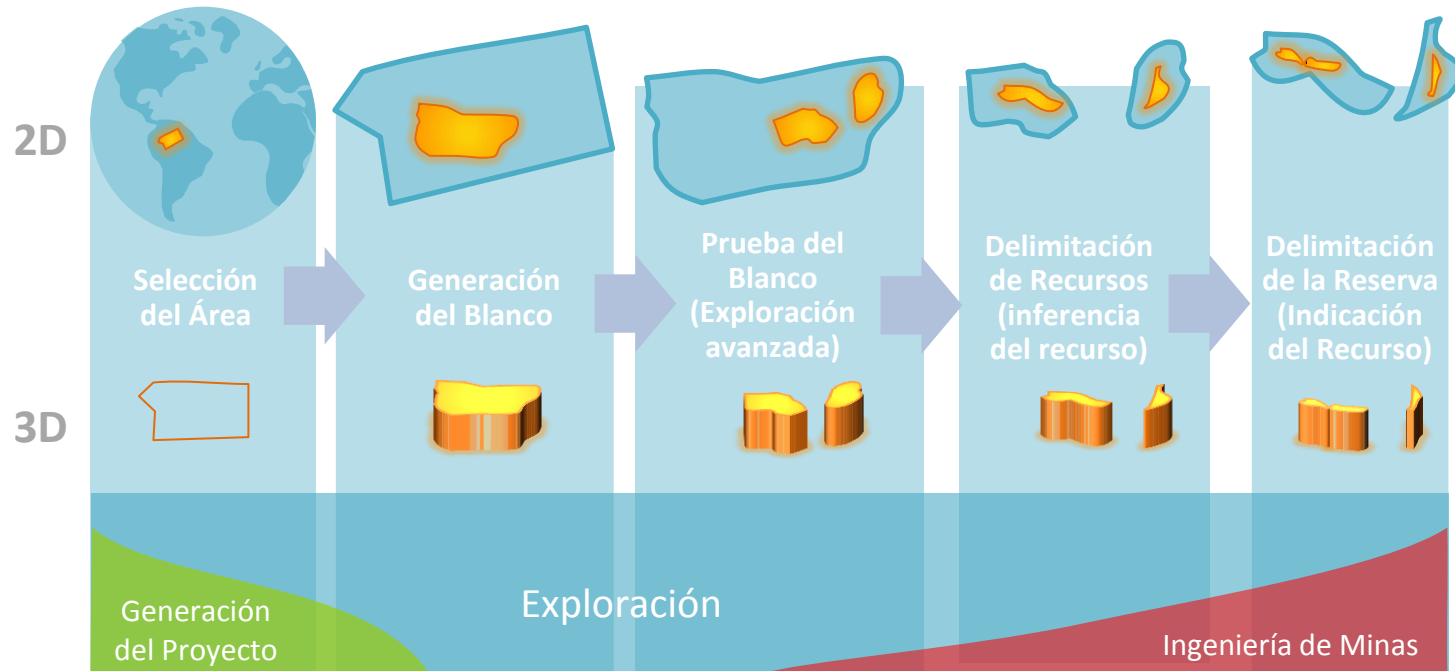 2D
Selección
del Área
Generación
del Blanco
Prueba del
Blanco
(Exploración
avanzada)
Delimitación
de Recursos
(inferencia
del recurso)
Delimitación
de la Reserva
(Indicación
del Recurso)
3D
Generación
del Proyecto
Exploración
Ingeniería de Minas